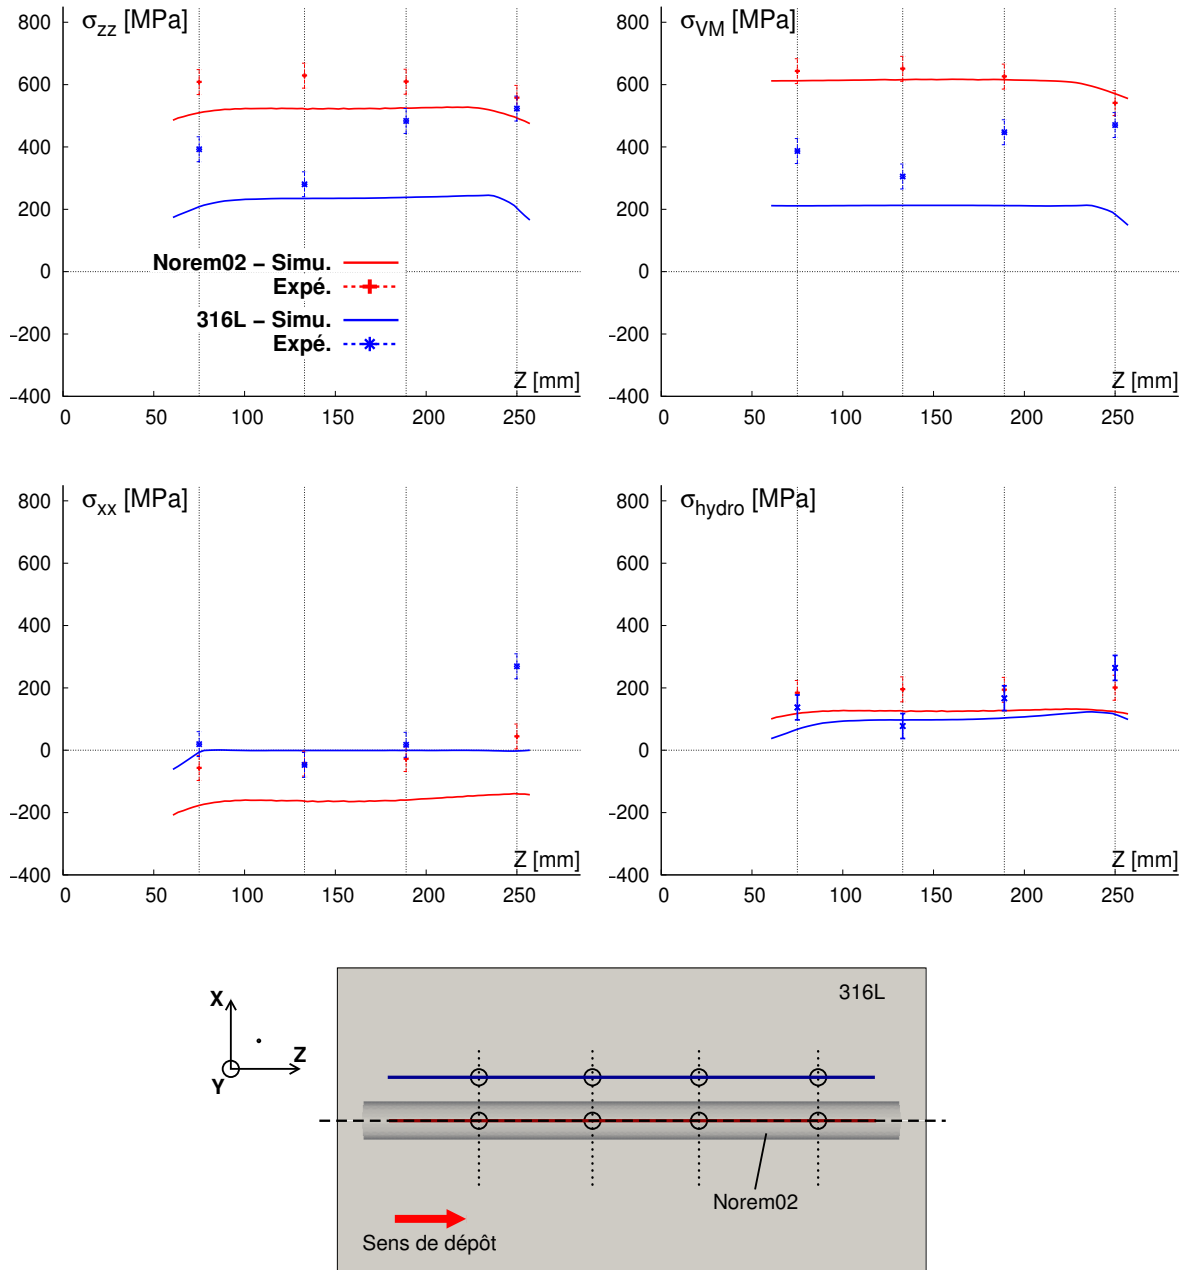 σzz [MPa]
800
600
400
200
0
−200
−400
0 50 100 150 200 250
Z [mm]
Norem02 − Simu.
Expé.
316L − Simu.
Expé.
σVM [MPa]
800
600
400
200
0
−200
−400
0 50 100 150 200 250
Z [mm]
σxx [MPa]
800
600
400
200
0
−200
−400
0 50 100 150 200 250
Z [mm]
σhydro [MPa]
800
600
400
200
0
−200
−400
0 50 100 150 200 250
Z [mm]
316L
X
Z
Y
Norem02
Sens de dépôt